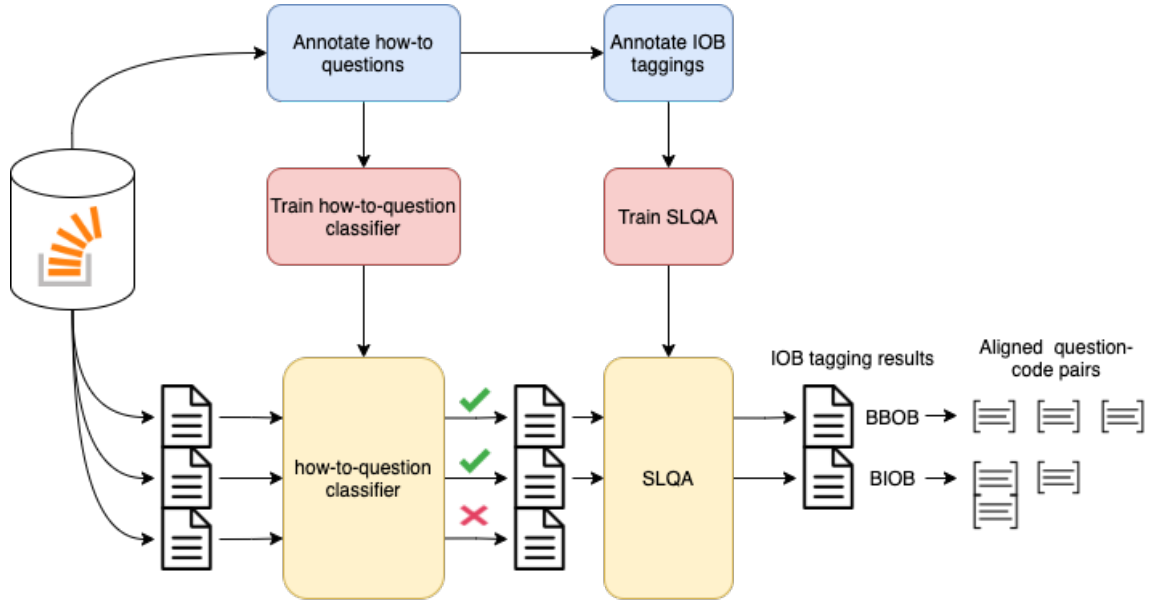 Annotate how-to
questions
Annotate IOB
taggings
Train how-to-question
classifier
Train SLQA
how-to-question
classifier
SLQA
IOB tagging results
Aligned question-
code pairs
BBOB
BIOB